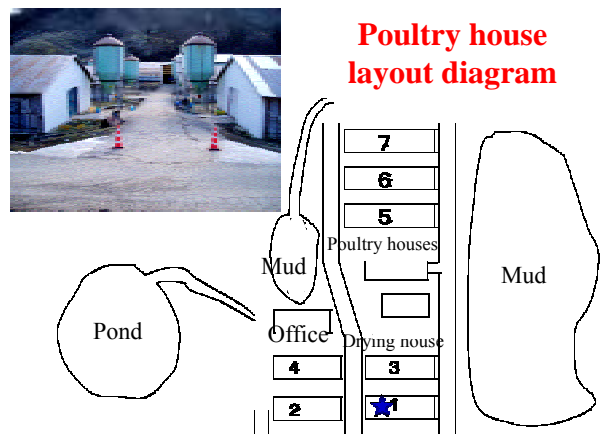 Poultry house
layout diagram
7
6
5
Poultry houses
Mud
Mud
Pond
Office
Drying house
4
3
2
1